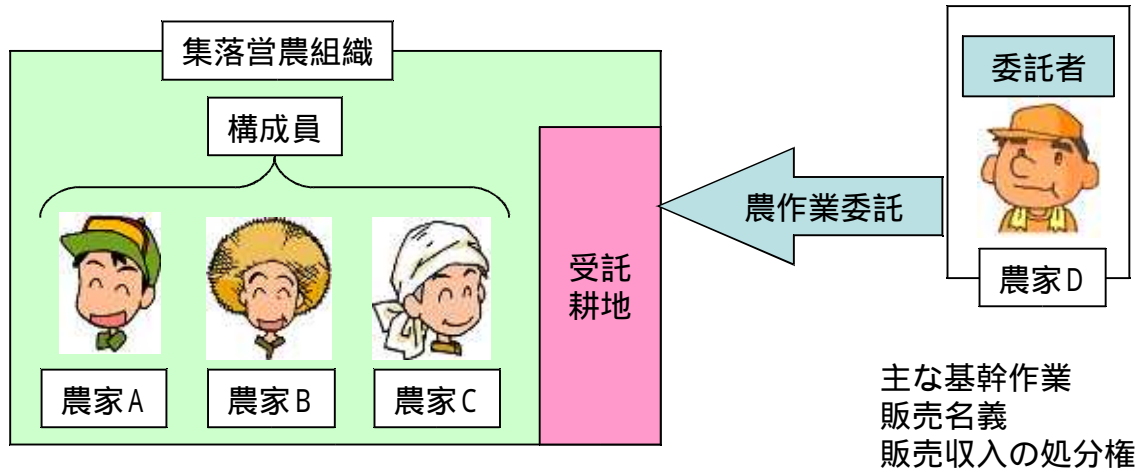 集落営農組織
構成員
農家A
農家B
農家C
受託
耕地
農作業委託
委託者
農家D
主な基幹作業
販売名義
販売収入の処分権